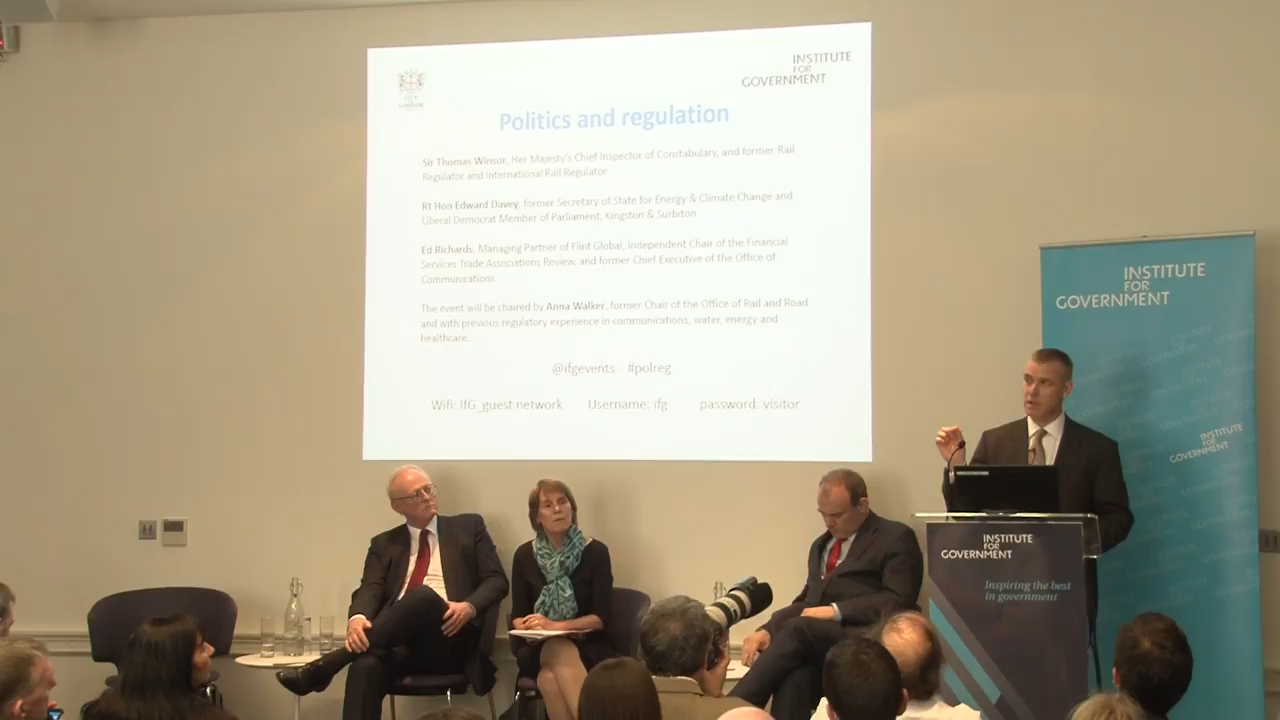 INSTITUTE
FOR
GOVERNMENT
LONDON
Politics and regulation
Sir Thomas Winsor, Her Majesty's Chief Inspector of Constabulary, and former Rail
Regulator and International Rail Regulator
Rt Hon Edward Davey, former Secretary of State for Energy & Climate Change and
Liberal Democrat Member of Parliament, Kingston & Surbiton
Ed Richards, Managing Partner of Flint Global, Independent Chair of the Financial
Services Trade Associations Review, and former Chief Executive of the Office of
Communications.
The event will be chaired by Anna Walker, former Chair of the Office of Rail and Road
and with previous regulatory experience in communications, water, energy and
healthcare.
@ifgevents #polreg
Wifi: IfG_guest network Username: ifg password: visitor
INSTITUTE
FOR
GOVERNMENT
INSTITUTE
FOR
GOVERNMENT
INSTITUTE
FOR
GOVERNMENT
Inspiring the best
in government